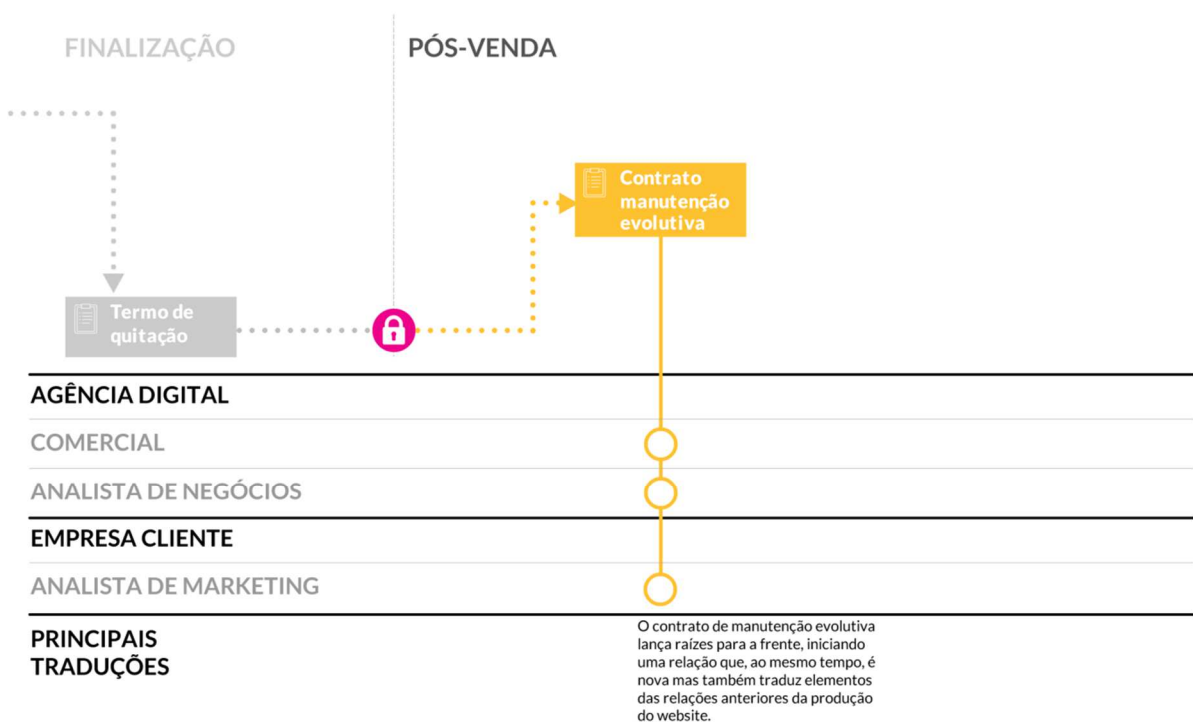 FINALIZAÇÃO
PÓS-VENDA
Contrato
manutenção
evolutiva
Termo de
quitação
AGÊNCIA DIGITAL
COMERCIAL
ANALISTA DE NEGÓCIOS
EMPRESA CLIENTE
ANALISTA DE MARKETING
PRINCIPAIS
TRADUÇÕES
O contrato de manutenção evolutiva
lança raízes para a frente, iniciando
uma relação que, ao mesmo tempo, é
nova mas também traduz elementos
das relações anteriores da produção
do website.